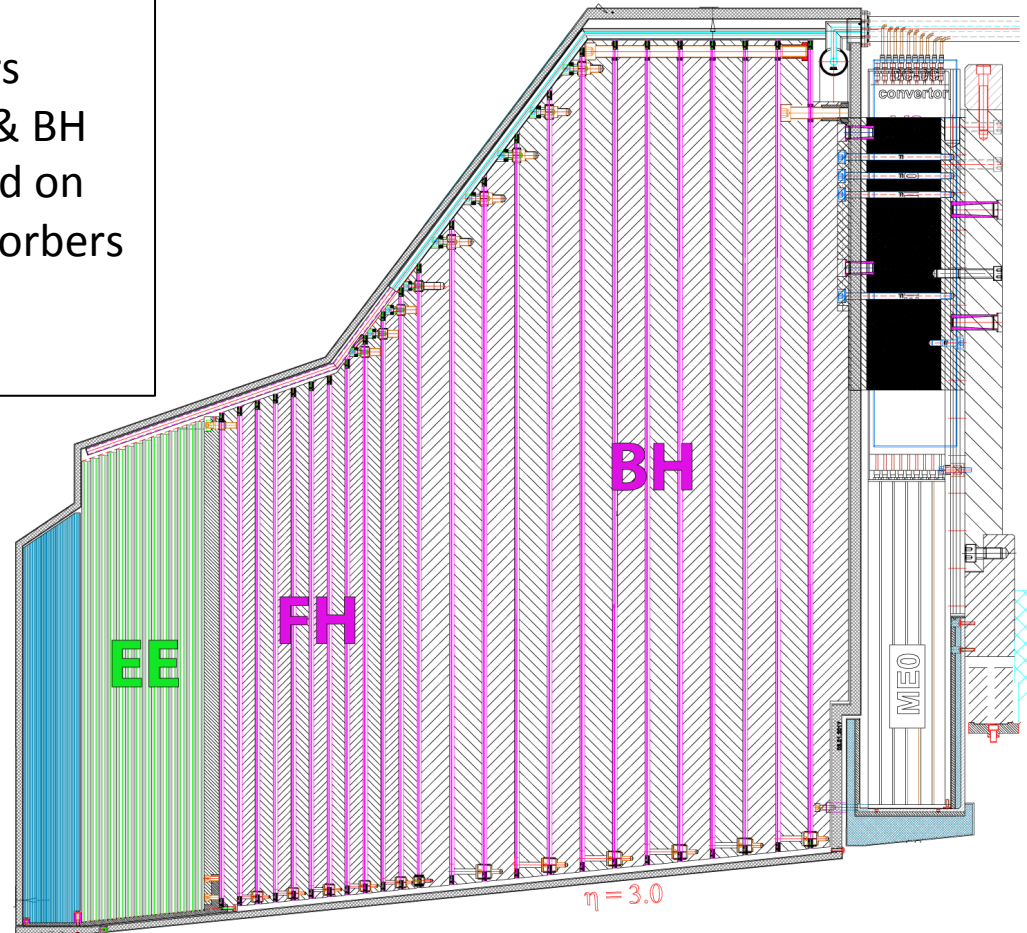 rs
& BH
d on
orbers
convertor
BH
FH
EE
ME0
η = 3.0